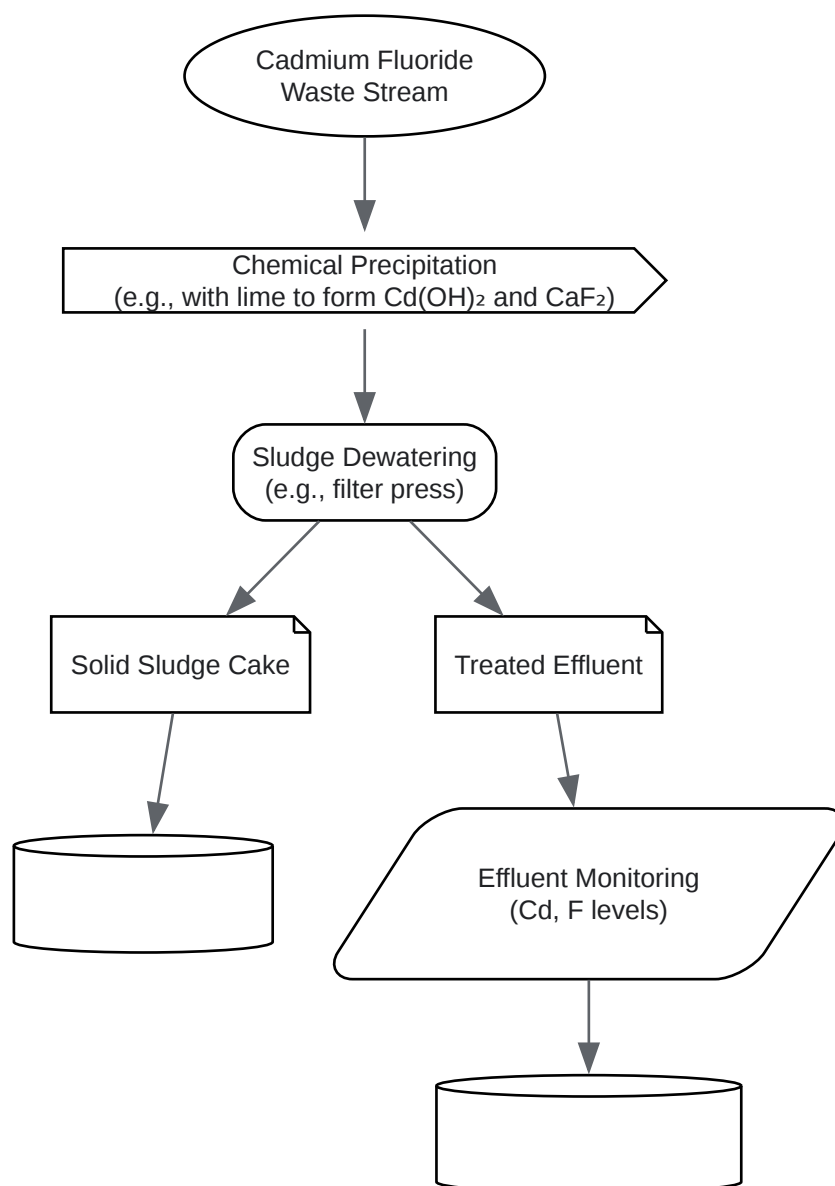 Cadmium Fluoride
Waste Stream
Chemical Precipitation
(e.g., with lime to form Cd(OH)₂ and CaF₂)
Sludge Dewatering
(e.g., filter press)
Solid Sludge Cake
Treated Effluent
Effluent Monitoring
(Cd, F levels)